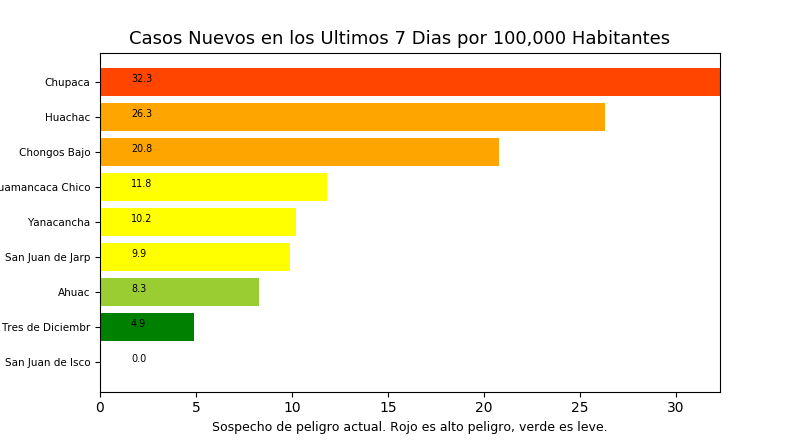 Casos Nuevos en los Ultimos 7 Dias por 100,000 Habitantes
Chupaca 32.3
Huachac 26.3
Chongos Bajo 20.8
uamancaca Chico 11.8
Yanacancha 10.2
San Juan de Jarp 9.9
Ahuac 8.3
Tres de Diciembr 4.9
San Juan de Isco 0.0
0 5 10 15 20 25 30
Sospecho de peligro actual. Rojo es alto peligro, verde es leve.